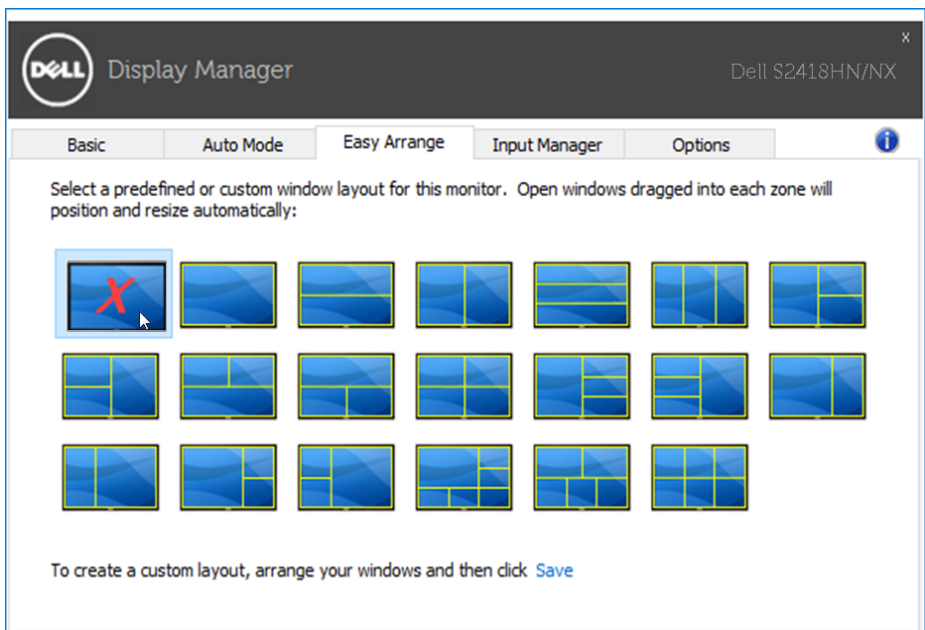 x
DELL
Display Manager
Dell S2418HN/NX
Basic
Auto Mode
Easy Arrange
Input Manager
Options
i
Select a predefined or custom window layout for this monitor. Open windows dragged into each zone will
position and resize automatically:
X
To create a custom layout, arrange your windows and then click Save